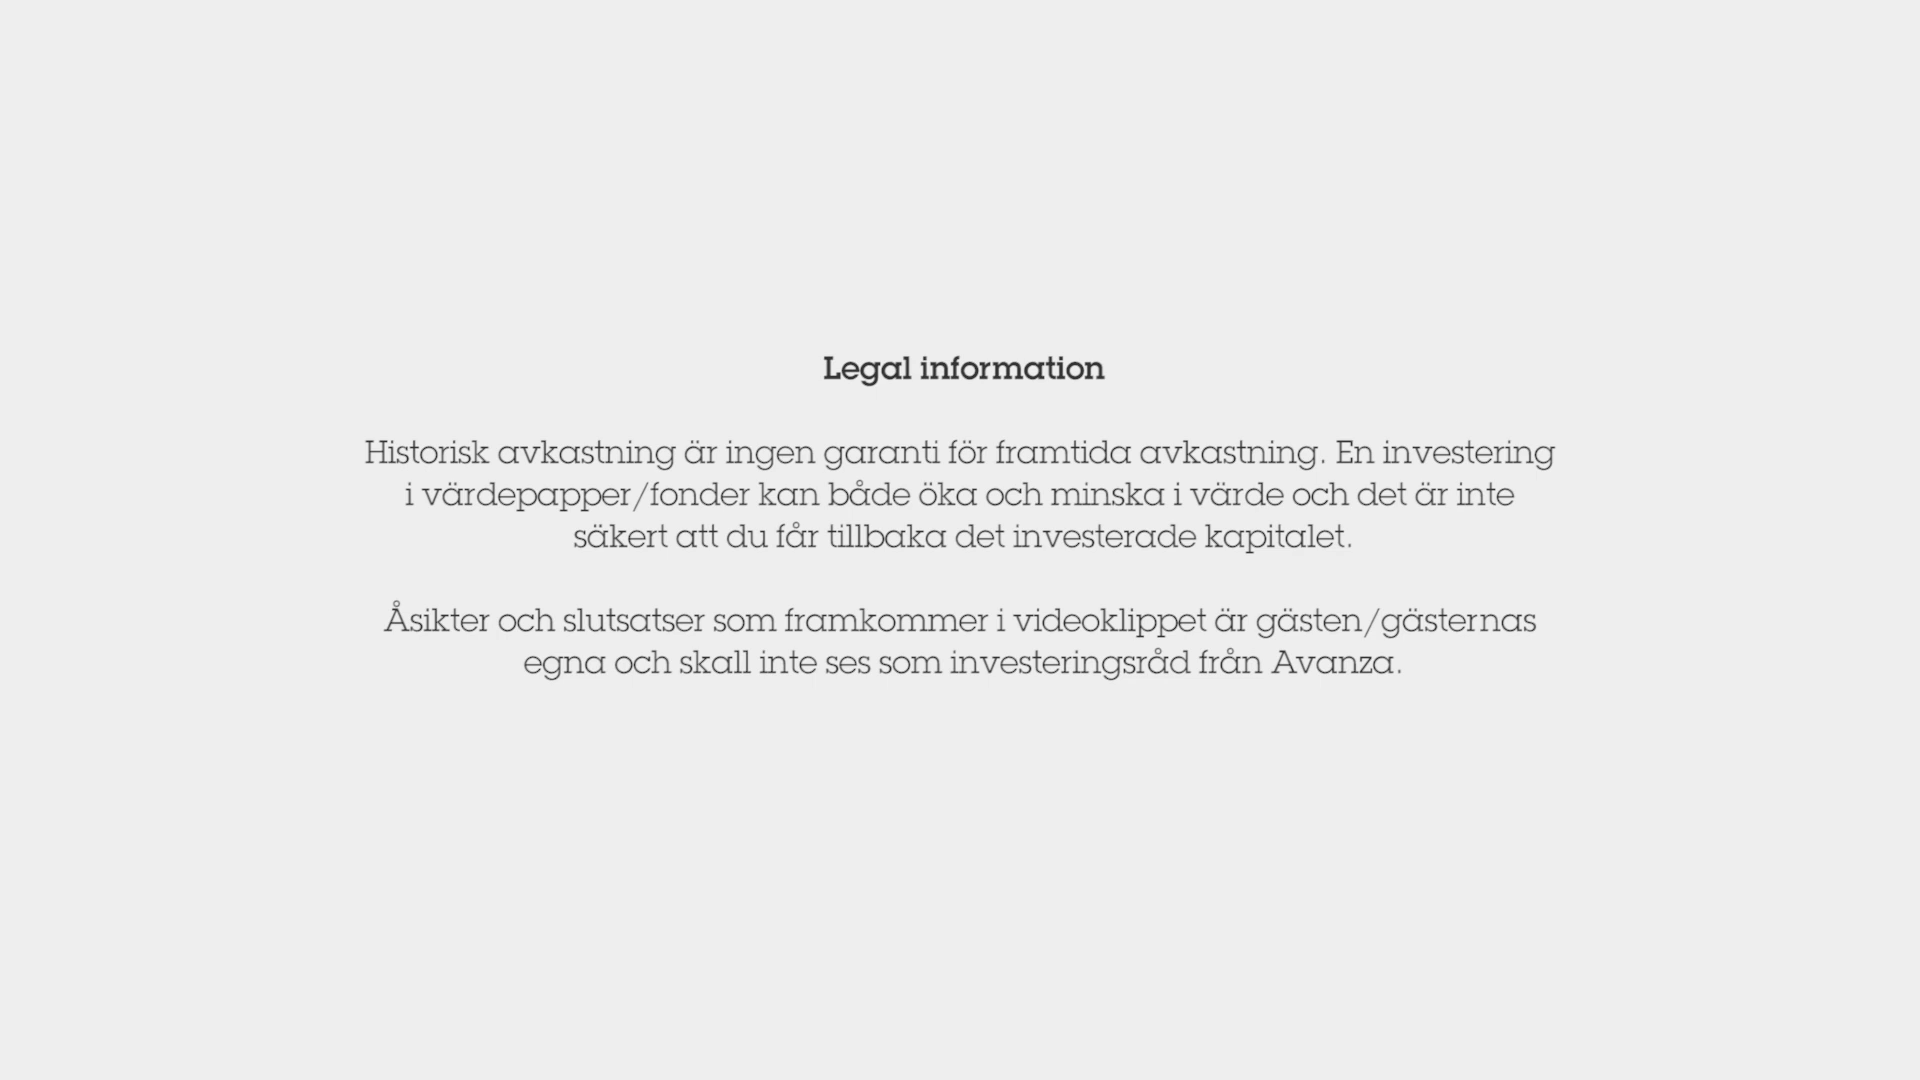 Legal information
Historisk avkastning är ingen garanti för framtida avkastning. En investering
i värdepapper/fonder kan både öka och minska i värde och det är inte
säkert att du får tillbaka det investerade kapitalet.
Åsikter och slutsatser som framkommer i videoklippet är gästen/gästernas
egna och skall inte ses som investeringsråd från Avanza.